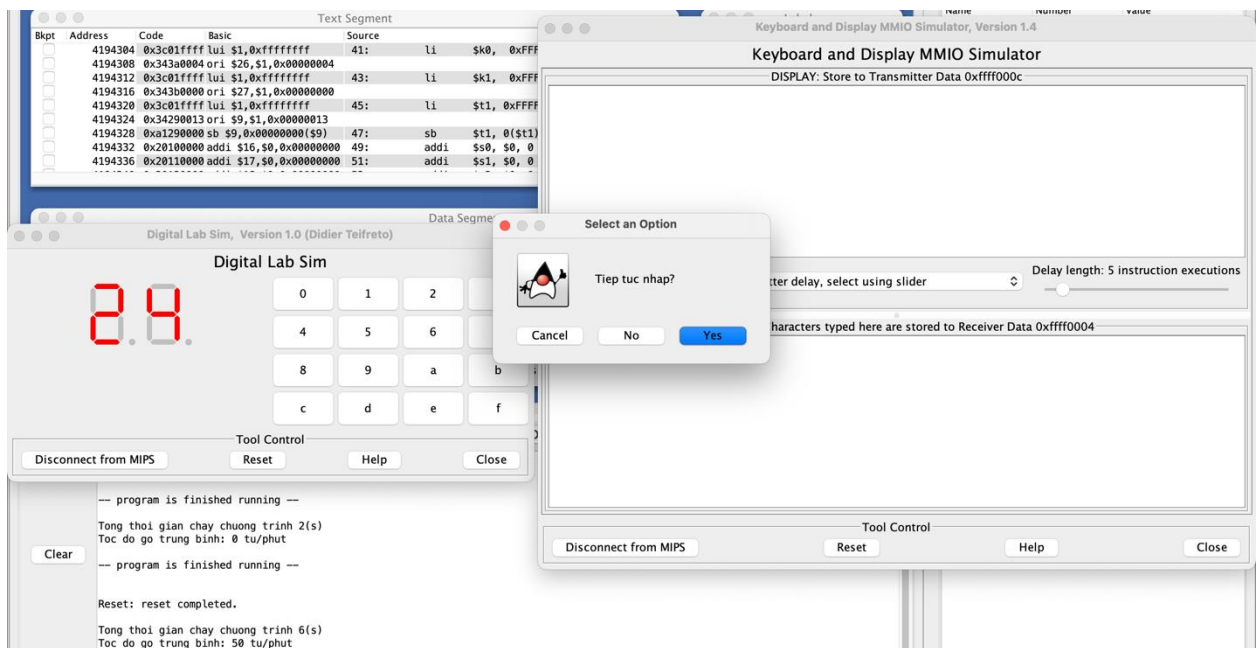 Text Segment
Bkpt Address Code Basic Source
4194304 0x3c01ffff lui $1,0xffffffff 41: li $k0, 0xFFF
4194308 0x343a0004 ori $26,$1,0x00000004
4194312 0x3c01ffff lui $1,0xffffffff 43: li $k1, 0xFFF
4194316 0x343b0000 ori $27,$1,0x00000000
4194320 0x3c01ffff lui $1,0xffffffff 45: li $t1, 0xFFFF
4194324 0x34290013 ori $9,$1,0x00000013
4194328 0xa1290000 sb $9,0x00000000($9) 47: sb $t1, 0($t1)
4194332 0x20100000 addi $16,$0,0x00000000 49: addi $s0, $0, 0
4194336 0x20110000 addi $17,$0,0x00000000 51: addi $s1, $0, 0
Name Number Value
Keyboard and Display MMIO Simulator, Version 1.4
Keyboard and Display MMIO Simulator
DISPLAY: Store to Transmitter Data 0xffff000c
Data Segme
Digital Lab Sim, Version 1.0 (Didier Teifreto)
Digital Lab Sim
24
0 1 2
4 5 6
8 9 a b
c d e f
Tool Control
Disconnect from MIPS Reset Help Close
Select an Option
Tiep tuc nhap?
Cancel No Yes
tter delay, select using slider
Delay length: 5 instruction executions
haracters typed here are stored to Receiver Data 0xffff0004
Tool Control
Disconnect from MIPS Reset Help Close
Clear
-- program is finished running --
Tong thoi gian chay chuong trinh 2(s)
Toc do go trung binh: 0 tu/phut
-- program is finished running --
Reset: reset completed.
Tong thoi gian chay chuong trinh 6(s)
Toc do go trung binh: 50 tu/phut